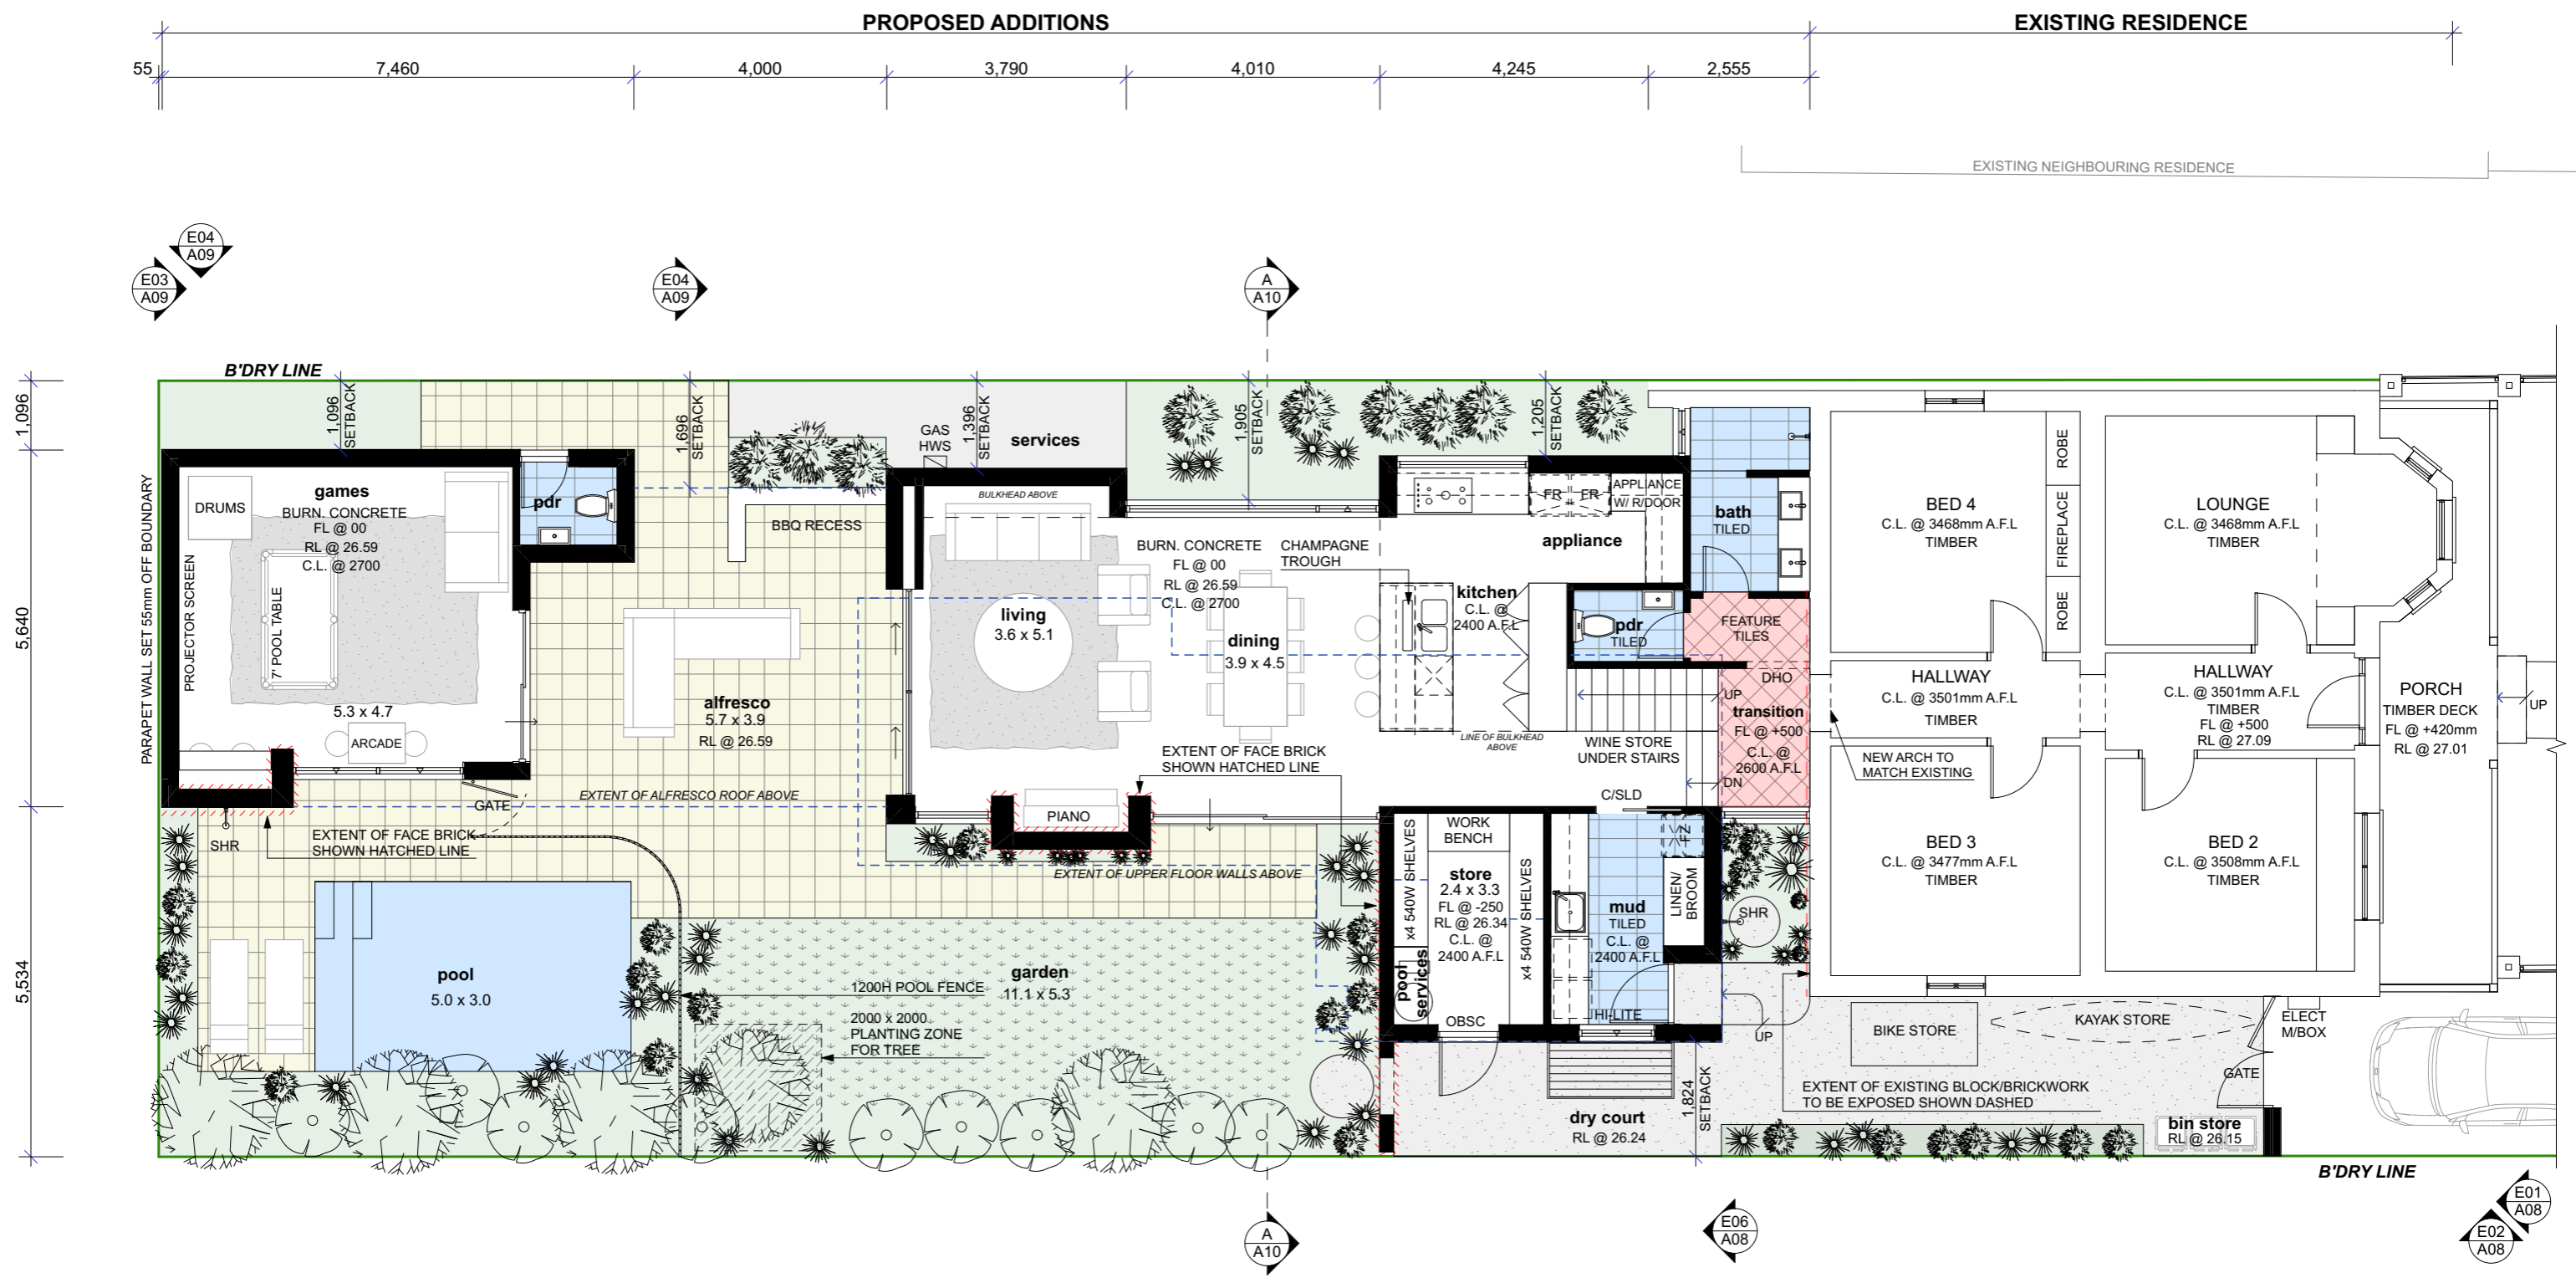 PROPOSED ADDITIONS
EXISTING RESIDENCE
55
7,460
4,000
3,790
4,010
4,245
2,555
EXISTING NEIGHBOURING RESIDENCE
E04
A09
E03
A09
E04
A09
A
A10
B'DRY LINE
1,096
5,640
5,534
1,096
SETBACK
1,696
SETBACK
1,396
SETBACK
1,905
SETBACK
1,205
SETBACK
PARAPET WALL SET 55mm OFF BOUNDARY
DRUMS
games
BURN. CONCRETE
FL @ 00
RL @ 26.59
C.L. @ 2700
PROJECTOR SCREEN
7' POOL TABLE
5.3 x 4.7
ARCADE
pdr
GAS
HWS
services
BBQ RECESS
BULKHEAD ABOVE
alfresco
5.7 x 3.9
RL @ 26.59
EXTENT OF ALFRESCO ROOF ABOVE
living
3.6 x 5.1
BURN. CONCRETE
FL @ 00
RL @ 26.59
C.L. @ 2700
dining
3.9 x 4.5
CHAMPAGNE
TROUGH
FR
FR
APPLIANCE
W/ R/DOOR
appliance
kitchen
C.L. @
2400 A.F.L
pdr
TILED
bath
TILED
FEATURE
TILES
DHO
UP
transition
FL @ +500
C.L. @
2600 A.F.L
DN
LINE OF BULKHEAD
ABOVE
WINE STORE
UNDER STAIRS
EXTENT OF FACE BRICK
SHOWN HATCHED LINE
C/SLD
PIANO
BED 4
C.L. @ 3468mm A.F.L
TIMBER
ROBE
FIREPLACE
ROBE
LOUNGE
C.L. @ 3468mm A.F.L
TIMBER
HALLWAY
C.L. @ 3501mm A.F.L
TIMBER
HALLWAY
C.L. @ 3501mm A.F.L
TIMBER
FL @ +500
RL @ 27.09
PORCH
TIMBER DECK
FL @ +420mm
RL @ 27.01
UP
NEW ARCH TO
MATCH EXISTING
BED 3
C.L. @ 3477mm A.F.L
TIMBER
BED 2
C.L. @ 3508mm A.F.L
TIMBER
GATE
SHR
EXTENT OF FACE BRICK
SHOWN HATCHED LINE
EXTENT OF UPPER FLOOR WALLS ABOVE
x4 540W SHELVES
WORK
BENCH
store
2.4 x 3.3
FL @ -250
RL @ 26.34
C.L. @
2400 A.F.L
x4 540W SHELVES
pool
services
OBSC
FZ
LINEN/
BROOM
mud
TILED
C.L. @
2400 A.F.L
HI-LITE
SHR
UP
pool
5.0 x 3.0
garden
11.1 x 5.3
1200H POOL FENCE
2000 x 2000
PLANTING ZONE
FOR TREE
BIKE STORE
KAYAK STORE
ELECT
M/BOX
GATE
EXTENT OF EXISTING BLOCK/BRICKWORK
TO BE EXPOSED SHOWN DASHED
dry court
RL @ 26.24
1,824
SETBACK
bin store
RL @ 26.15
B'DRY LINE
A
A10
E06
A08
E01
A08
E02
A08